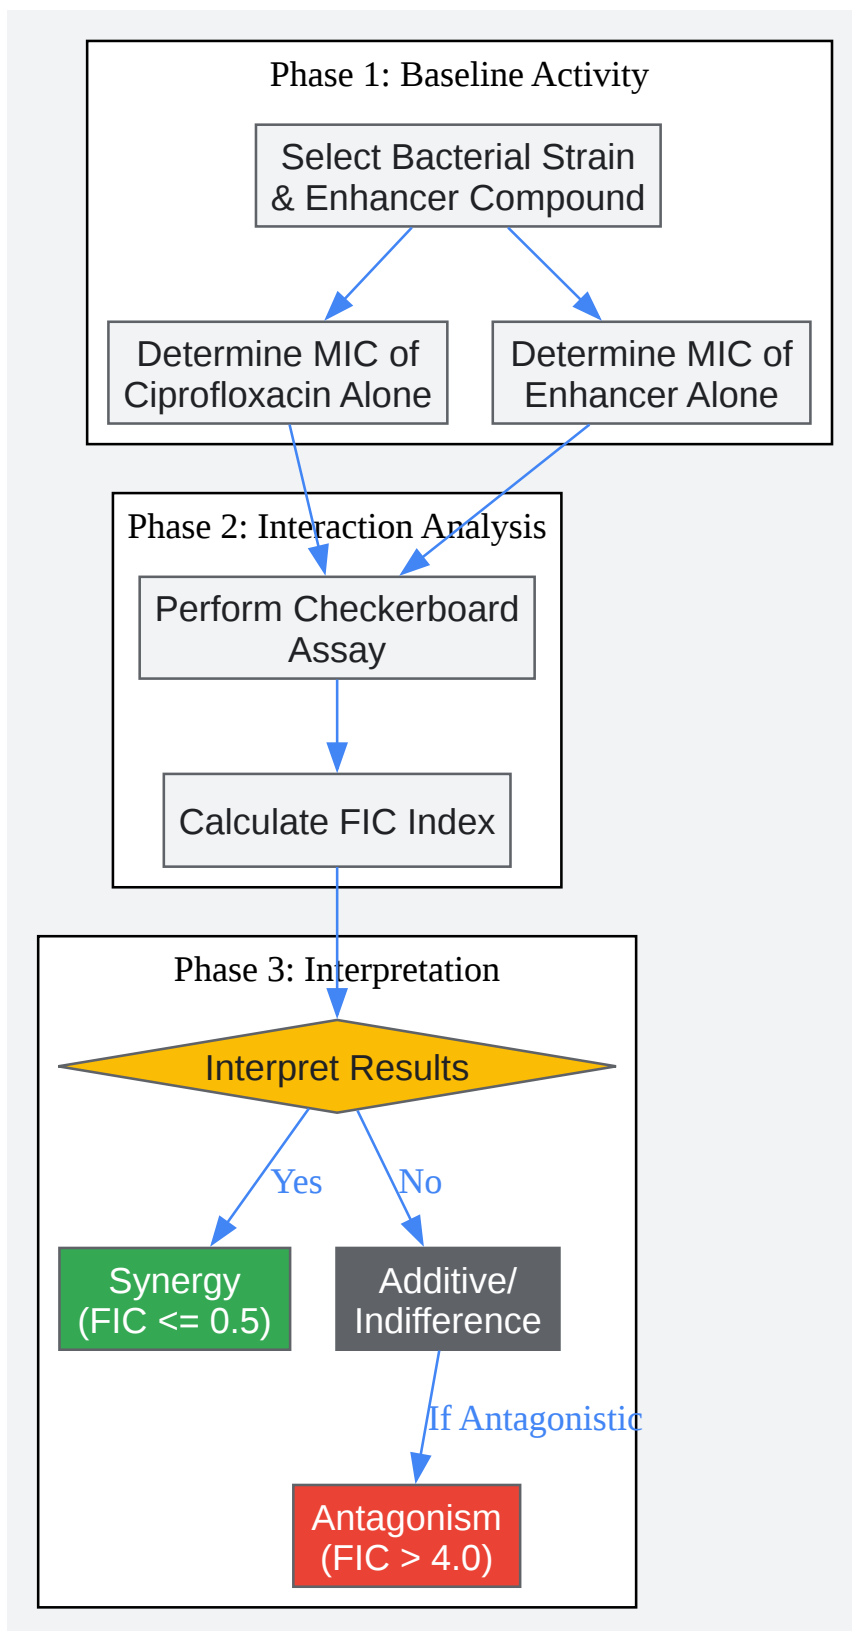 Phase 1: Baseline Activity
Select Bacterial Strain
& Enhancer Compound
Determine MIC of
Ciprofloxacin Alone
Determine MIC of
Enhancer Alone
Phase 2: Interaction Analysis
Perform Checkerboard
Assay
Calculate FIC Index
Phase 3: Interpretation
Interpret Results
Yes
No
Synergy
(FIC <= 0.5)
Additive/
Indifference
If Antagonistic
Antagonism
(FIC > 4.0)